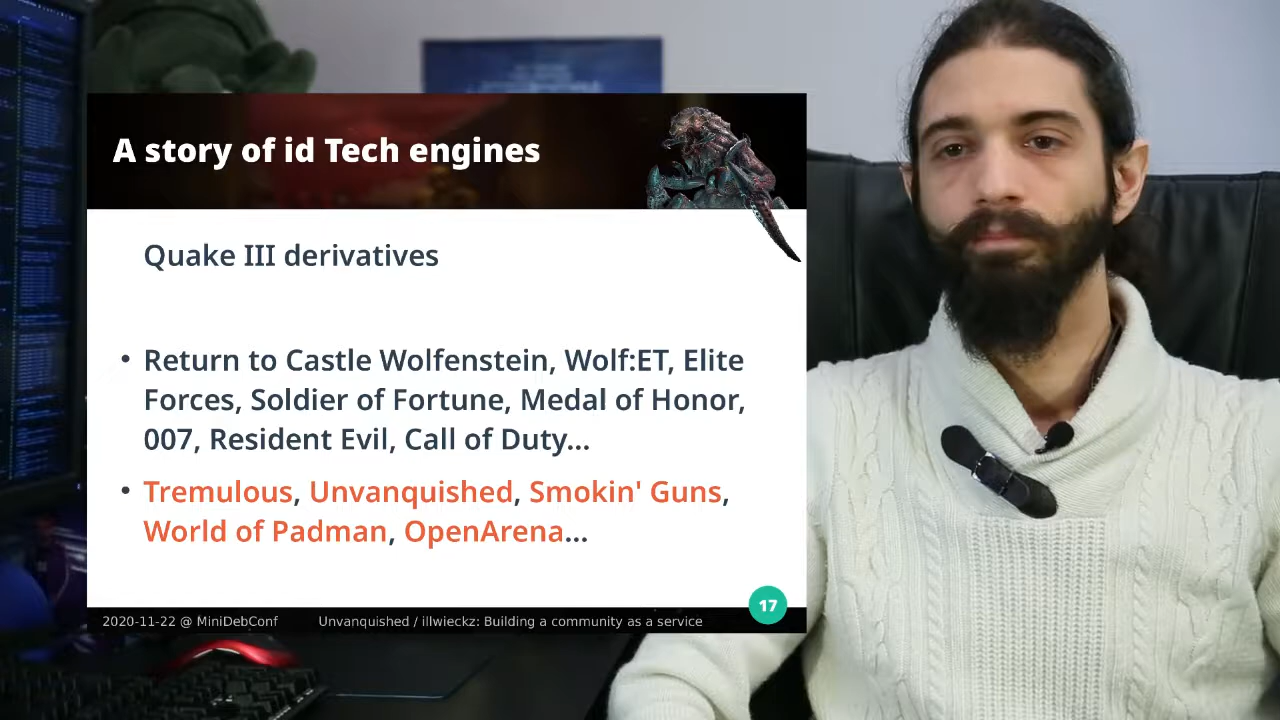 A story of id Tech engines
Quake III derivatives
• Return to Castle Wolfenstein, Wolf:ET, Elite
Forces, Soldier of Fortune, Medal of Honor,
007, Resident Evil, Call of Duty...
• Tremulous, Unvanquished, Smokin' Guns,
World of Padman, OpenArena...
17
2020-11-22 @ MiniDebConf Unvanquished / illwieckz: Building a community as a service